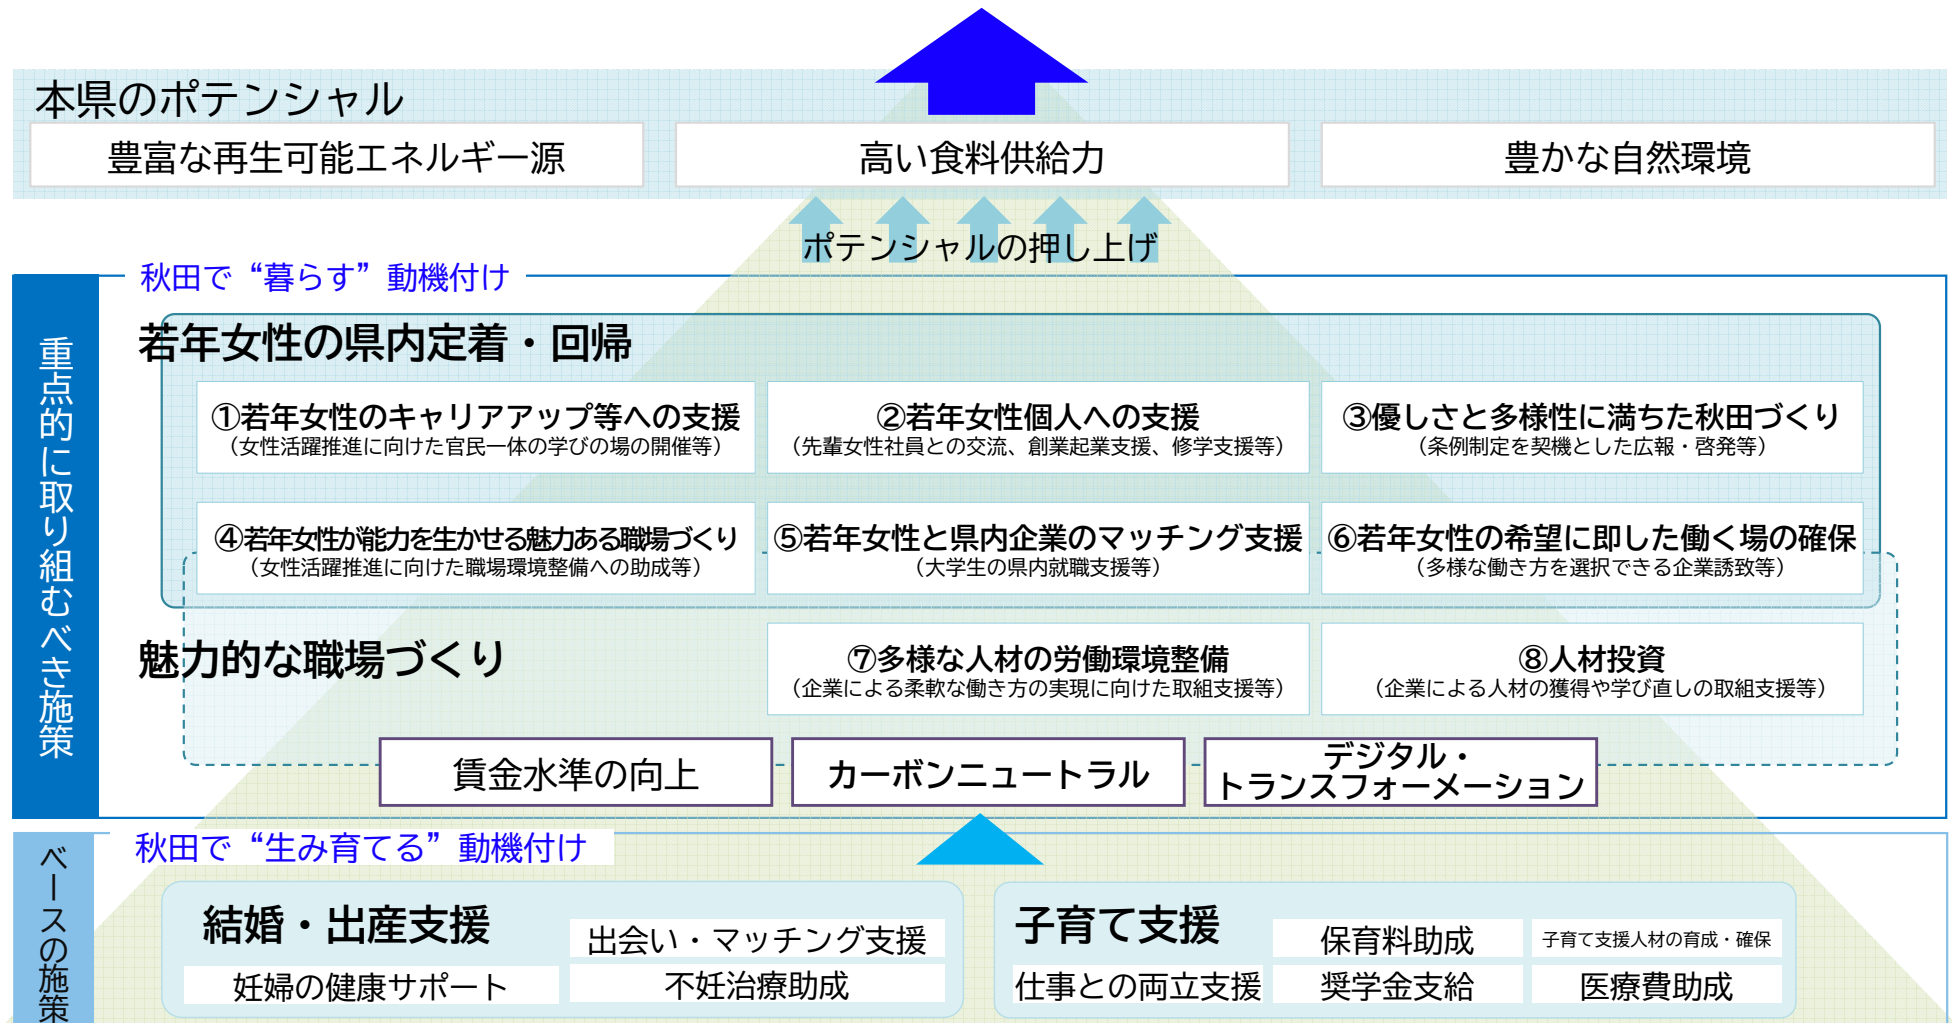 本県のポテンシャル
豊富な再生可能エネルギー源
高い食料供給力
豊かな自然環境
ポテンシャルの押し上げ
重点的に取り組むべき施策
秋田で“暮らす”動機付け
若年女性の県内定着・回帰
①若年女性のキャリアアップ等への支援
（女性活躍推進に向けた官民一体の学びの場の開催等）
②若年女性個人への支援
（先輩女性社員との交流、創業起業支援、修学支援等）
③優しさと多様性に満ちた秋田づくり
（条例制定を契機とした広報・啓発等）
④若年女性が能力を生かせる魅力ある職場づくり
（女性活躍推進に向けた職場環境整備への助成等）
⑤若年女性と県内企業のマッチング支援
（大学生の県内就職支援等）
⑥若年女性の希望に即した働く場の確保
（多様な働き方を選択できる企業誘致等）
魅力的な職場づくり
⑦多様な人材の労働環境整備
（企業による柔軟な働き方の実現に向けた取組支援等）
⑧人材投資
（企業による人材の獲得や学び直しの取組支援等）
賃金水準の向上
カーボンニュートラル
デジタル・
トランスフォーメーション
ベースの施策
秋田で“生み育てる”動機付け
結婚・出産支援
出会い・マッチング支援
妊婦の健康サポート
不妊治療助成
子育て支援
保育料助成
子育て支援人材の育成・確保
仕事との両立支援
奨学金支給
医療費助成